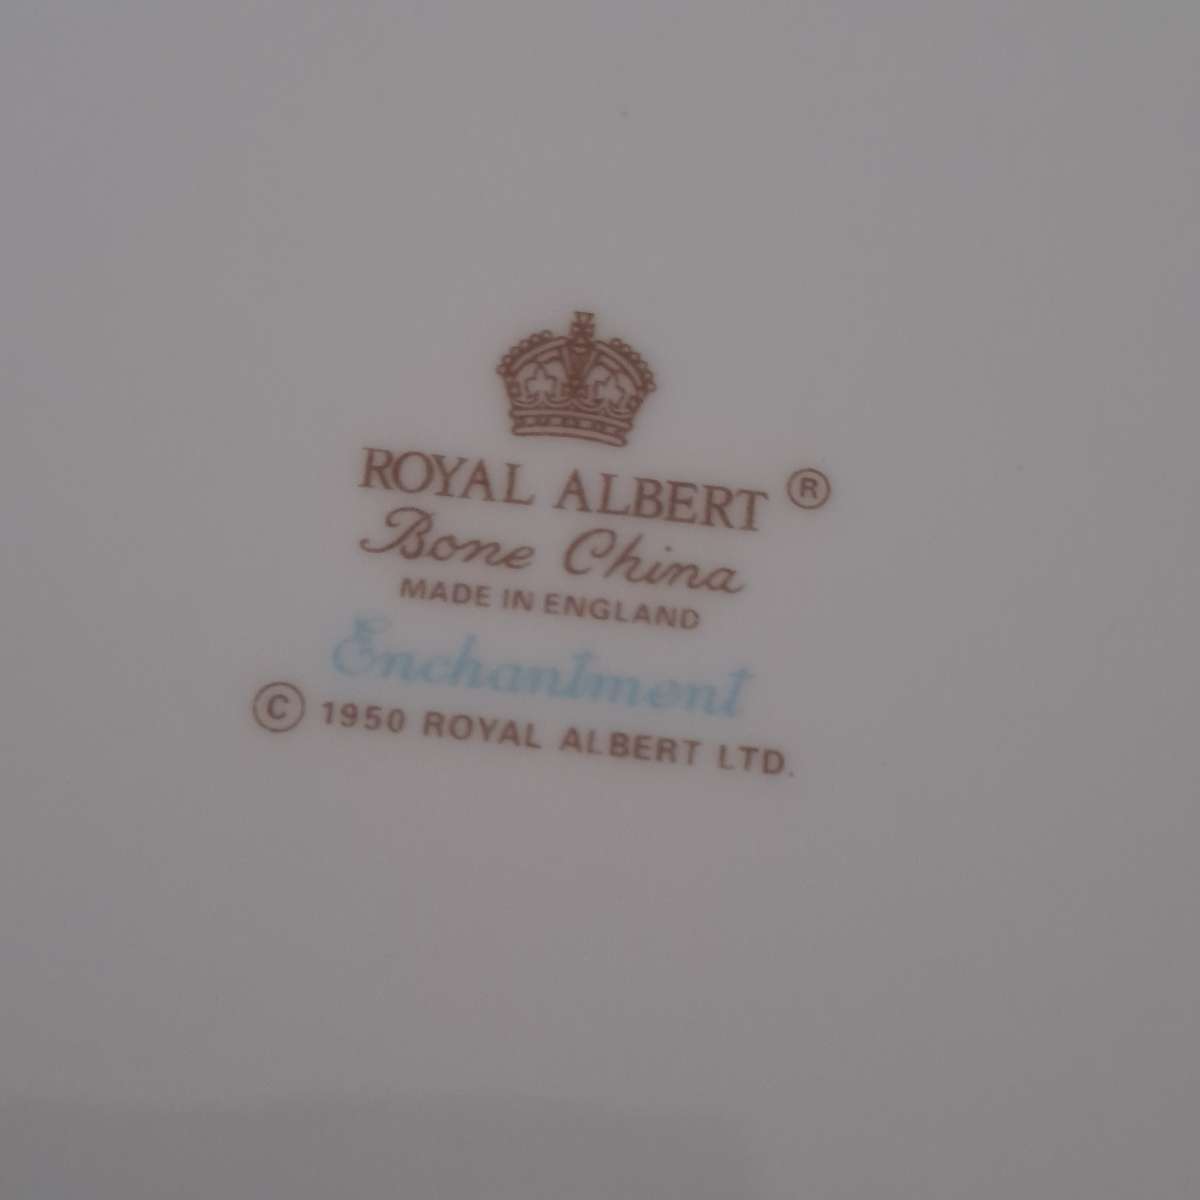 ROYAL ALBERT ®
Bone China
MADE IN ENGLAND
Enchantment
© 1950 ROYAL ALBERT LTD.